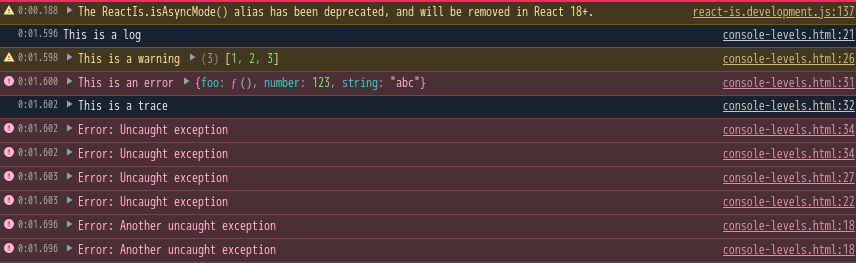 0:00.188 The ReactIs.isAsyncMode() alias has been deprecated, and will be removed in React 18+. react-is.development.js:137
0:01.596 This is a log console-levels.html:21
0:01.598 This is a warning (3) [1, 2, 3] console-levels.html:26
0:01.600 This is an error {foo: ƒ (), number: 123, string: "abc"} console-levels.html:31
0:01.602 This is a trace console-levels.html:32
0:01.602 Error: Uncaught exception console-levels.html:34
0:01.602 Error: Uncaught exception console-levels.html:34
0:01.603 Error: Uncaught exception console-levels.html:27
0:01.603 Error: Uncaught exception console-levels.html:22
0:01.696 Error: Another uncaught exception console-levels.html:18
0:01.696 Error: Another uncaught exception console-levels.html:18